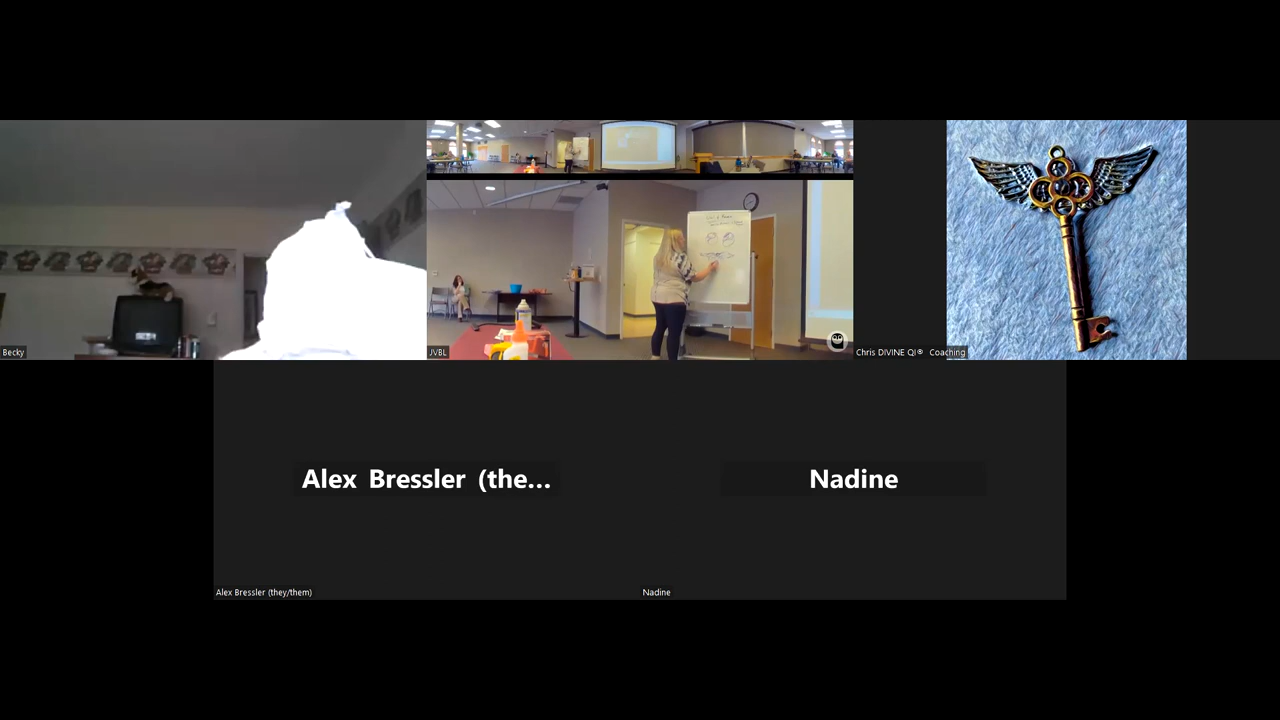 Becky
JVBL
Chris DIVINE QI® Coaching
Alex Bressler (the...
Nadine
Alex Bressler (they/them)
Nadine